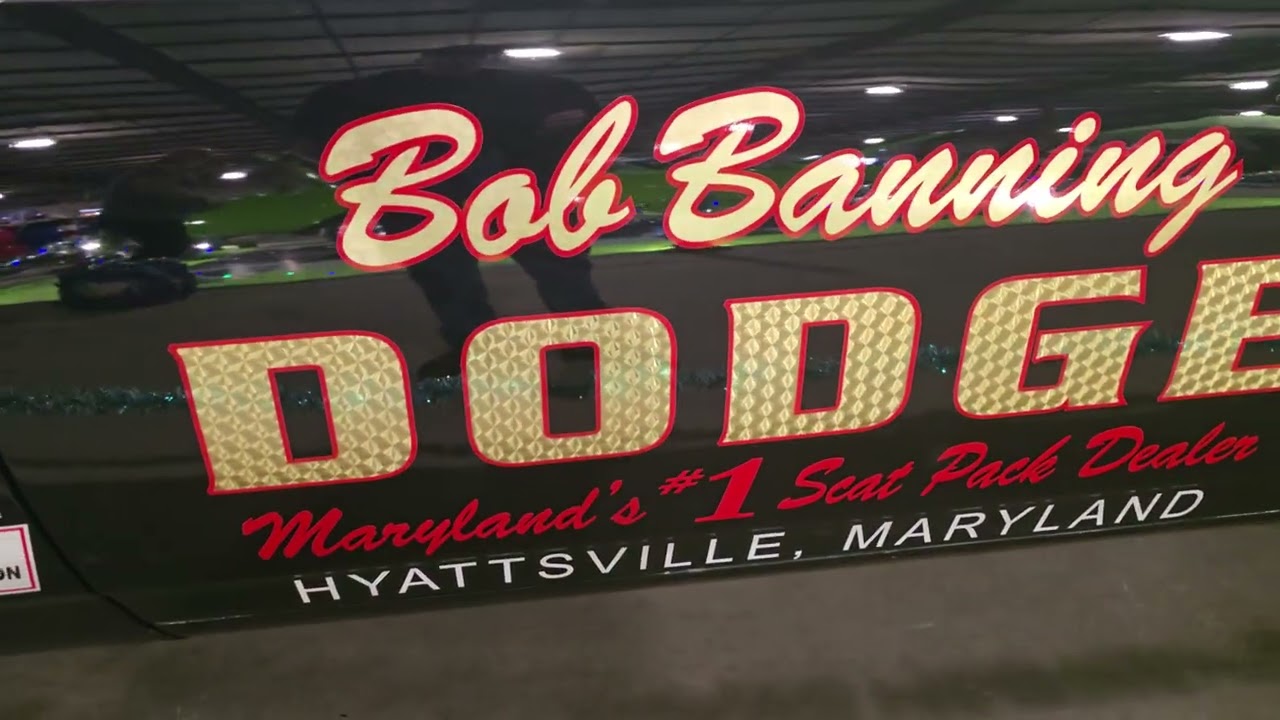 Bob Banning
DODGE
Maryland's #1 Scat Pack Dealer
HYATTSVILLE, MARYLAND